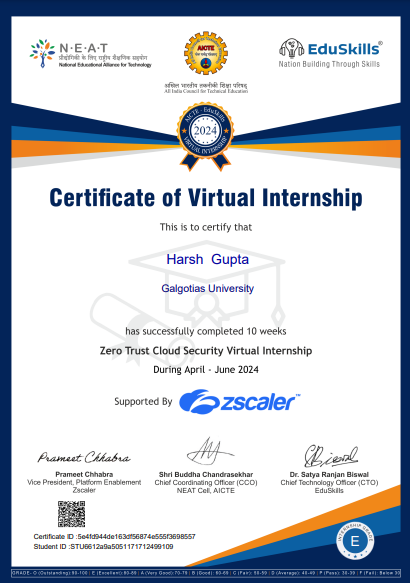 N·E·A·T
प्रौद्योगिकी के लिए राष्ट्रीय शैक्षणिक सहयोग
National Educational Alliance for Technology
AICTE
अखिल भारतीय तकनीकी शिक्षा परिषद्
All India Council for Technical Education
EduSkills®
Nation Building Through Skills
AICTE - EduSkills
2024
VIRTUAL INTERNSHIP
Certificate of Virtual Internship
This is to certify that
Harsh Gupta
Galgotias University
has successfully completed 10 weeks
Zero Trust Cloud Security Virtual Internship
During April - June 2024
Supported By zscaler™
Prameet Chhabra
Prameet Chhabra
Vice President, Platform Enablement
Zscaler
Shri Buddha Chandrasekhar
Chief Coordinating Officer (CCO)
NEAT Cell, AICTE
Dr. Satya Ranjan Biswal
Chief Technology Officer (CTO)
EduSkills
Certificate ID :5e4fd944de163df56874e555f3698557
Student ID :STU6612a9a5051171712499109
INTERNSHIP GRADE
E
GRADE- O (Outstanding) 90-100 | E (Excellent) 80-89 | A (Very Good) 70-79 | B (Good) 60-69 | C (Fair) 50-59 | D (Average) 40-49 | P (Pass) 30-39 | F (Fail) Below 30